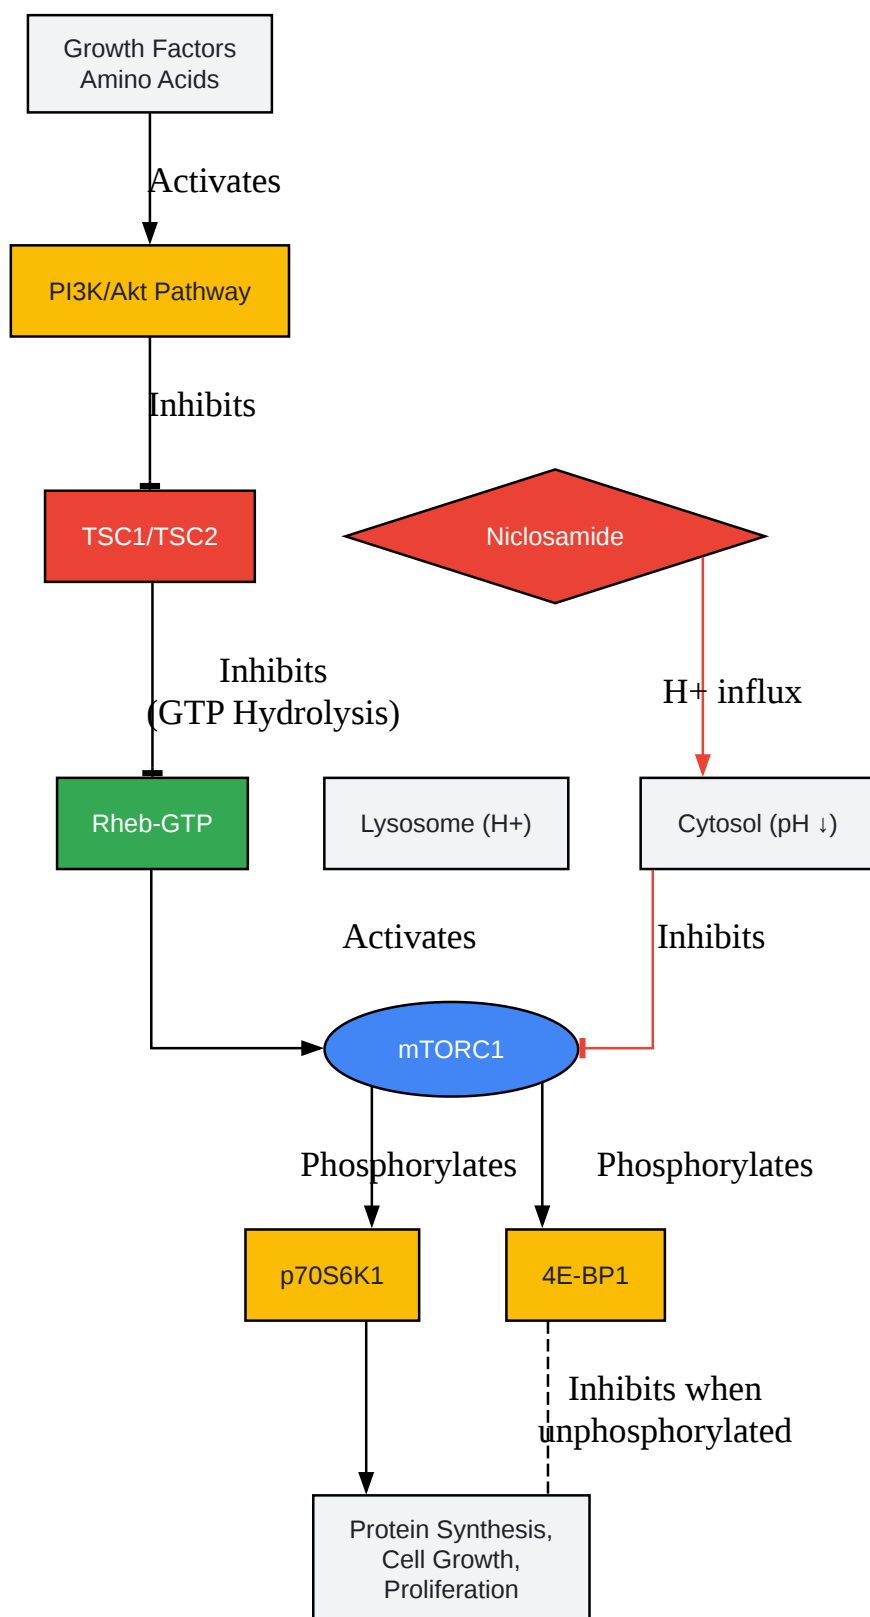 Growth Factors
Amino Acids
Activates
PI3K/Akt Pathway
Inhibits
TSC1/TSC2
Niclosamide
Inhibits
(GTP Hydrolysis)
H+ influx
Rheb-GTP
Lysosome (H+)
Cytosol (pH ↓)
Activates
Inhibits
mTORC1
Phosphorylates
Phosphorylates
p70S6K1
4E-BP1
Inhibits when
unphosphorylated
Protein Synthesis,
Cell Growth,
Proliferation